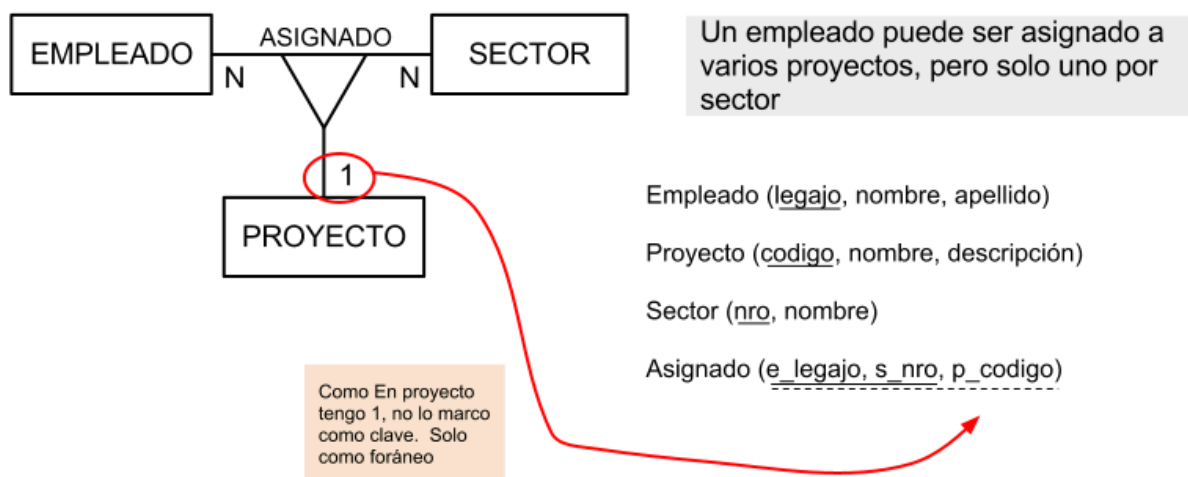 EMPLEADO
ASIGNADO
SECTOR
N
N
1
PROYECTO
Un empleado puede ser asignado a
varios proyectos, pero solo uno por
sector
Empleado (legajo, nombre, apellido)
Proyecto (codigo, nombre, descripción)
Sector (nro, nombre)
Asignado (e_legajo, s_nro, p_codigo)
Como En proyecto
tengo 1, no lo marco
como clave. Solo
como foráneo